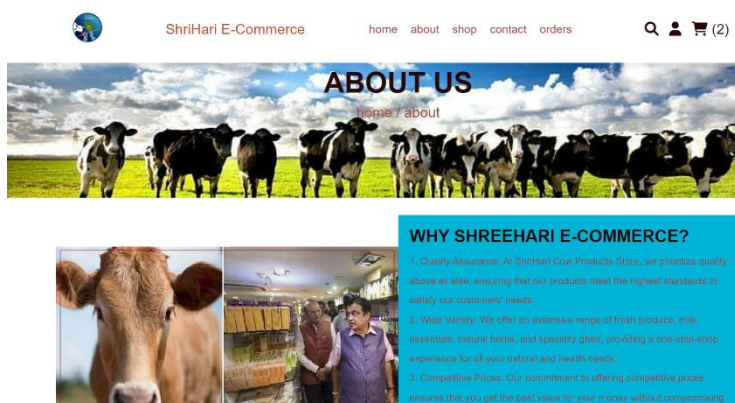 ShriHari E-Commerce
home about shop contact orders
(2)
ABOUT US
home / about
WHY SHREEHARI E-COMMERCE?
1. Quality Assurance: At ShriHari Cow Products Store, we prioritize quality
above all else, ensuring that our products meet the highest standards to
satisfy our customers' needs.
2. Wide Variety: We offer an extensive range of fresh produce, milk
essentials, natural herbs, and specialty ghee, providing a one-stop-shop
experience for all your natural and health needs.
3. Competitive Prices: Our commitment to offering competitive prices
ensures that you get the best value for your money without compromising